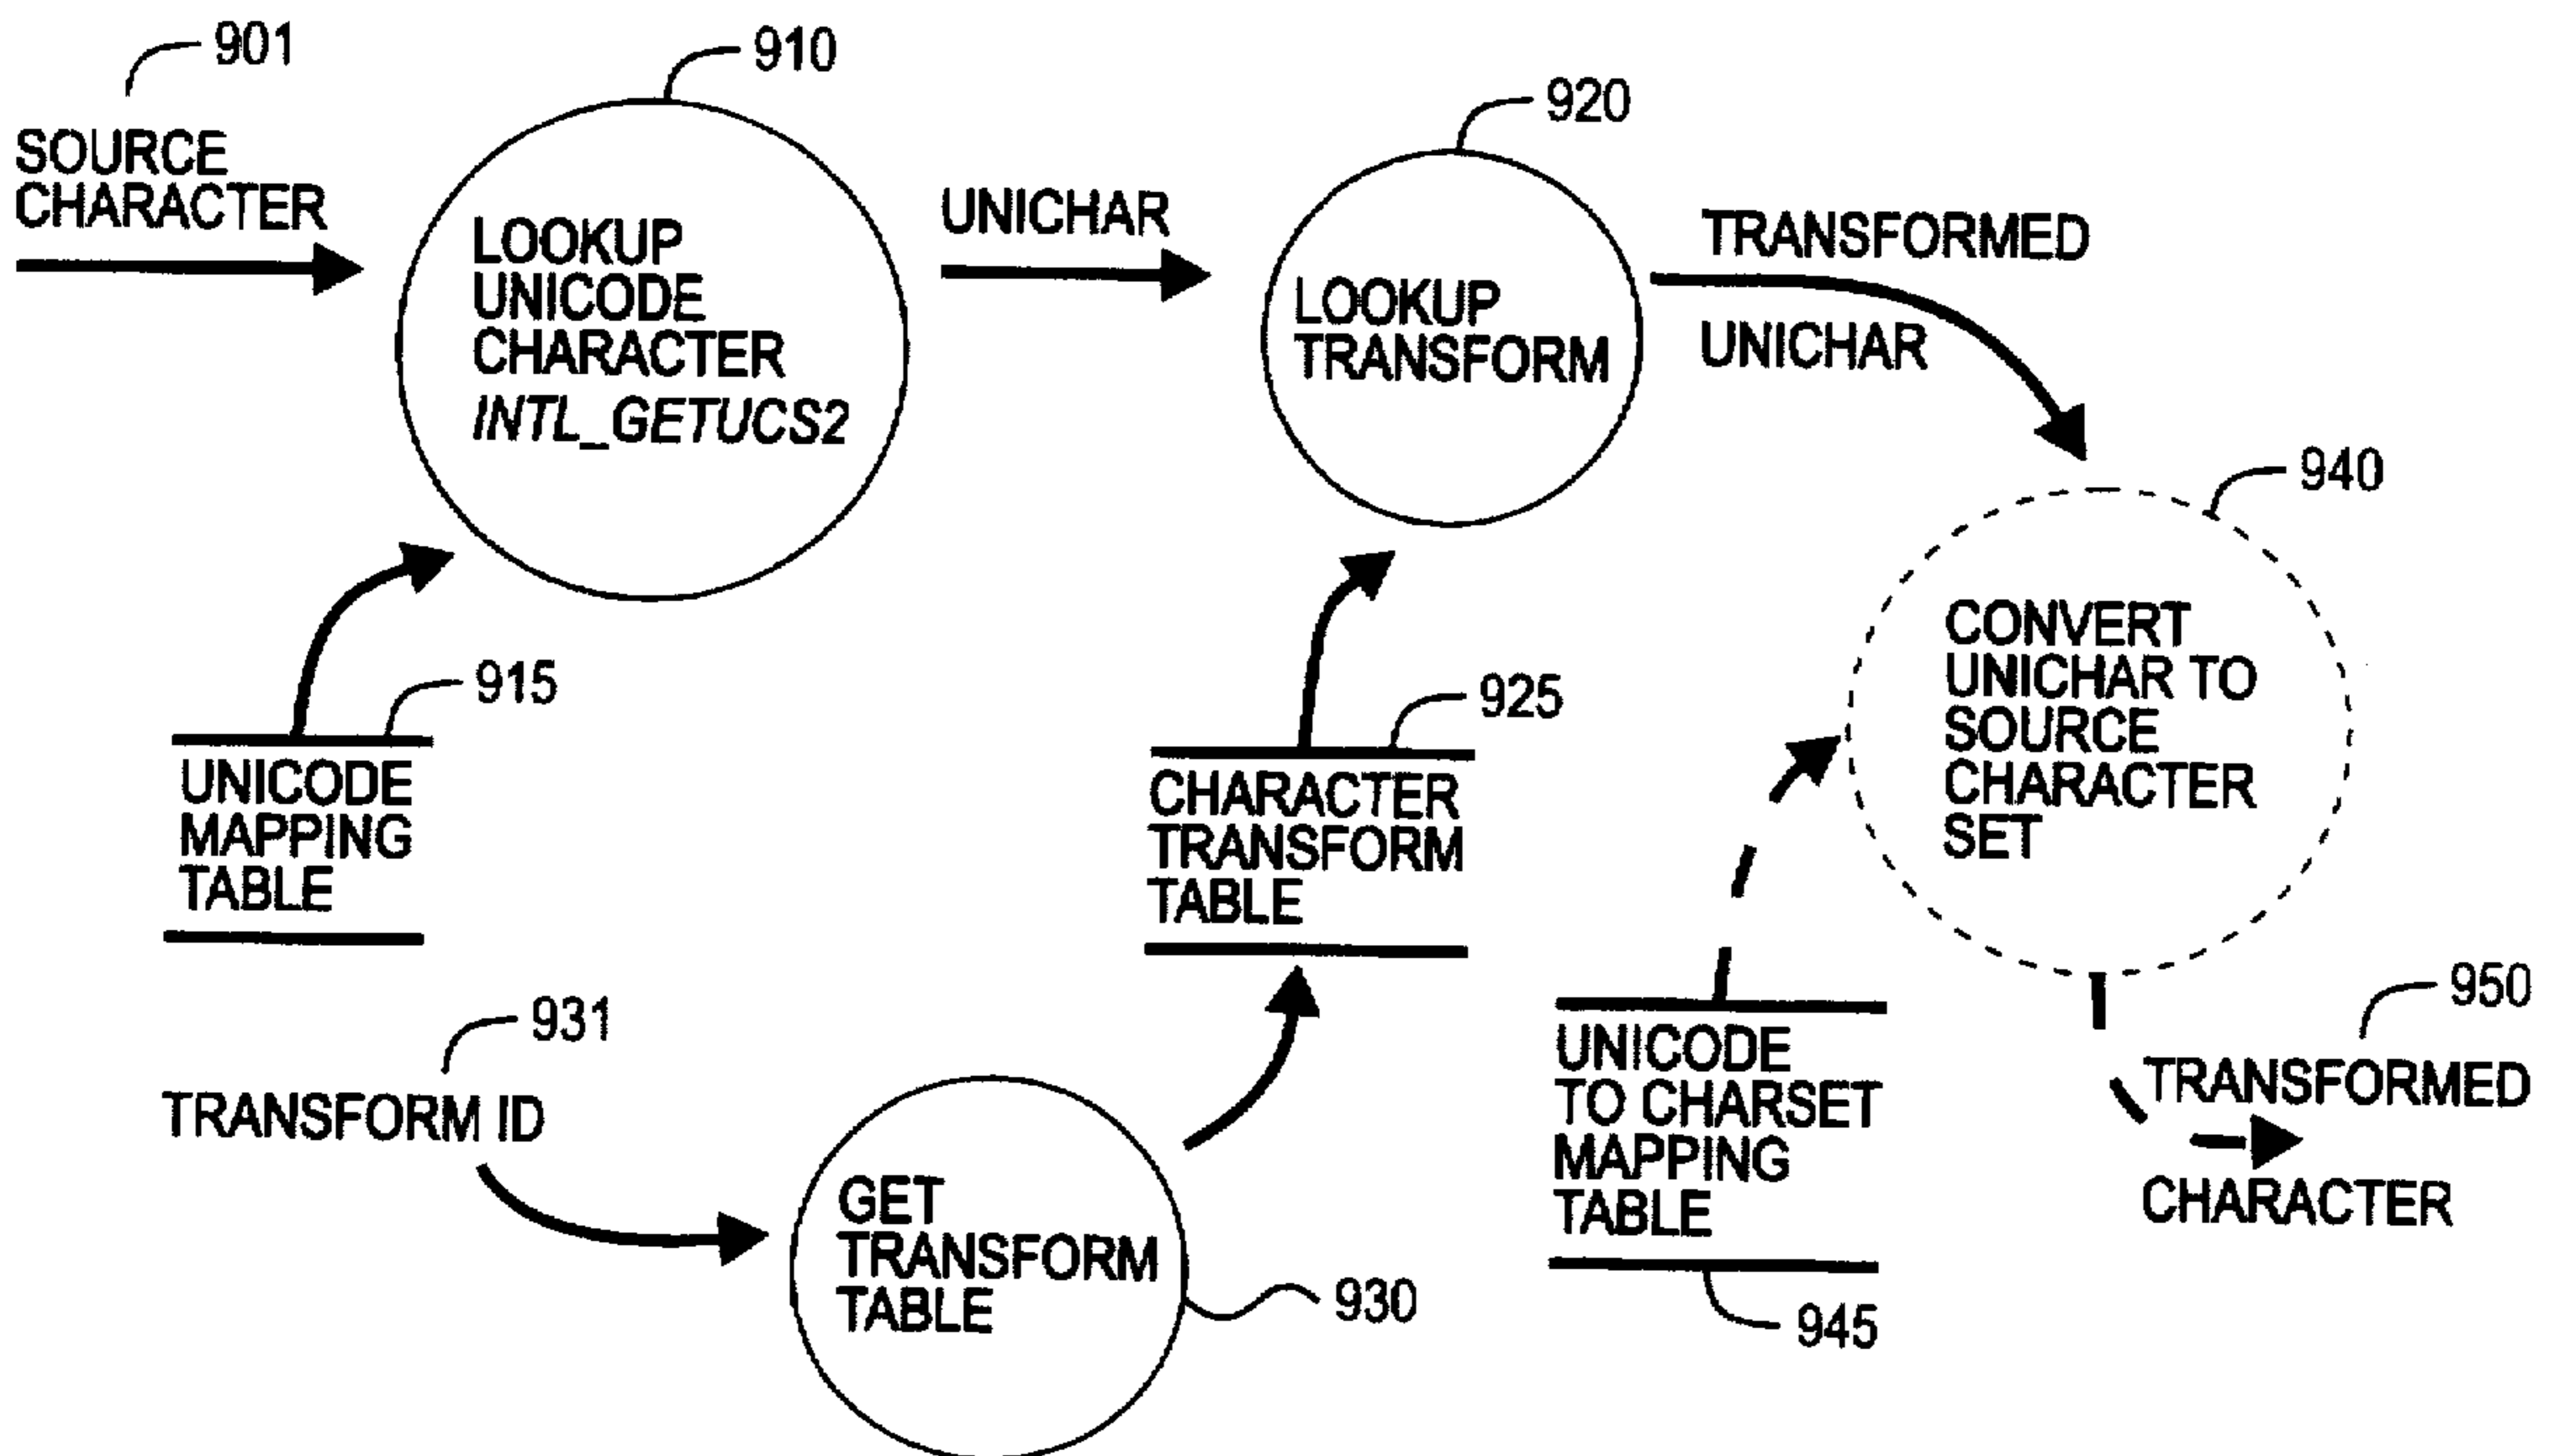 901
SOURCE
CHARACTER
910
LOOKUP
UNICODE
CHARACTER
INTL_GETUCS2
UNICHAR
920
LOOKUP
TRANSFORM
TRANSFORMED
UNICHAR
940
CONVERT
UNICHAR TO
SOURCE
CHARACTER
SET
915
UNICODE
MAPPING
TABLE
925
CHARACTER
TRANSFORM
TABLE
931
TRANSFORM ID
GET
TRANSFORM
TABLE
930
UNICODE
TO CHARSET
MAPPING
TABLE
945
950
TRANSFORMED
CHARACTER